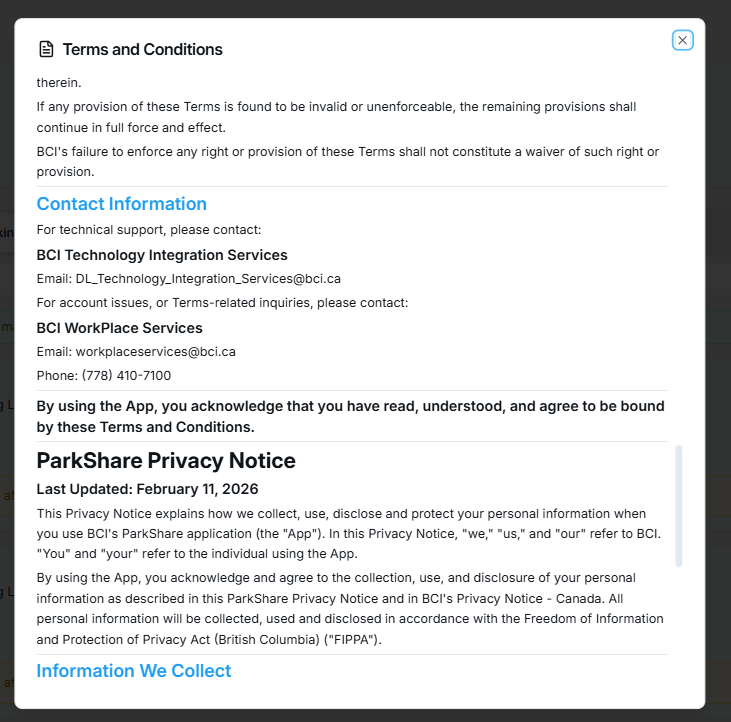 Terms and Conditions
therein.
If any provision of these Terms is found to be invalid or unenforceable, the remaining provisions shall
continue in full force and effect.
BCI's failure to enforce any right or provision of these Terms shall not constitute a waiver of such right or
provision.
Contact Information
For technical support, please contact:
BCI Technology Integration Services
Email: DL_Technology_Integration_Services@bci.ca
For account issues, or Terms-related inquiries, please contact:
BCI WorkPlace Services
Email: workplaceservices@bci.ca
Phone: (778) 410-7100
By using the App, you acknowledge that you have read, understood, and agree to be bound
by these Terms and Conditions.
ParkShare Privacy Notice
Last Updated: February 11, 2026
This Privacy Notice explains how we collect, use, disclose and protect your personal information when
you use BCI's ParkShare application (the "App"). In this Privacy Notice, "we," "us," and "our" refer to BCI.
"You" and "your" refer to the individual using the App.
By using the App, you acknowledge and agree to the collection, use, and disclosure of your personal
information as described in this ParkShare Privacy Notice and in BCI's Privacy Notice - Canada. All
personal information will be collected, used and disclosed in accordance with the Freedom of Information
and Protection of Privacy Act (British Columbia) ("FIPPA").
Information We Collect